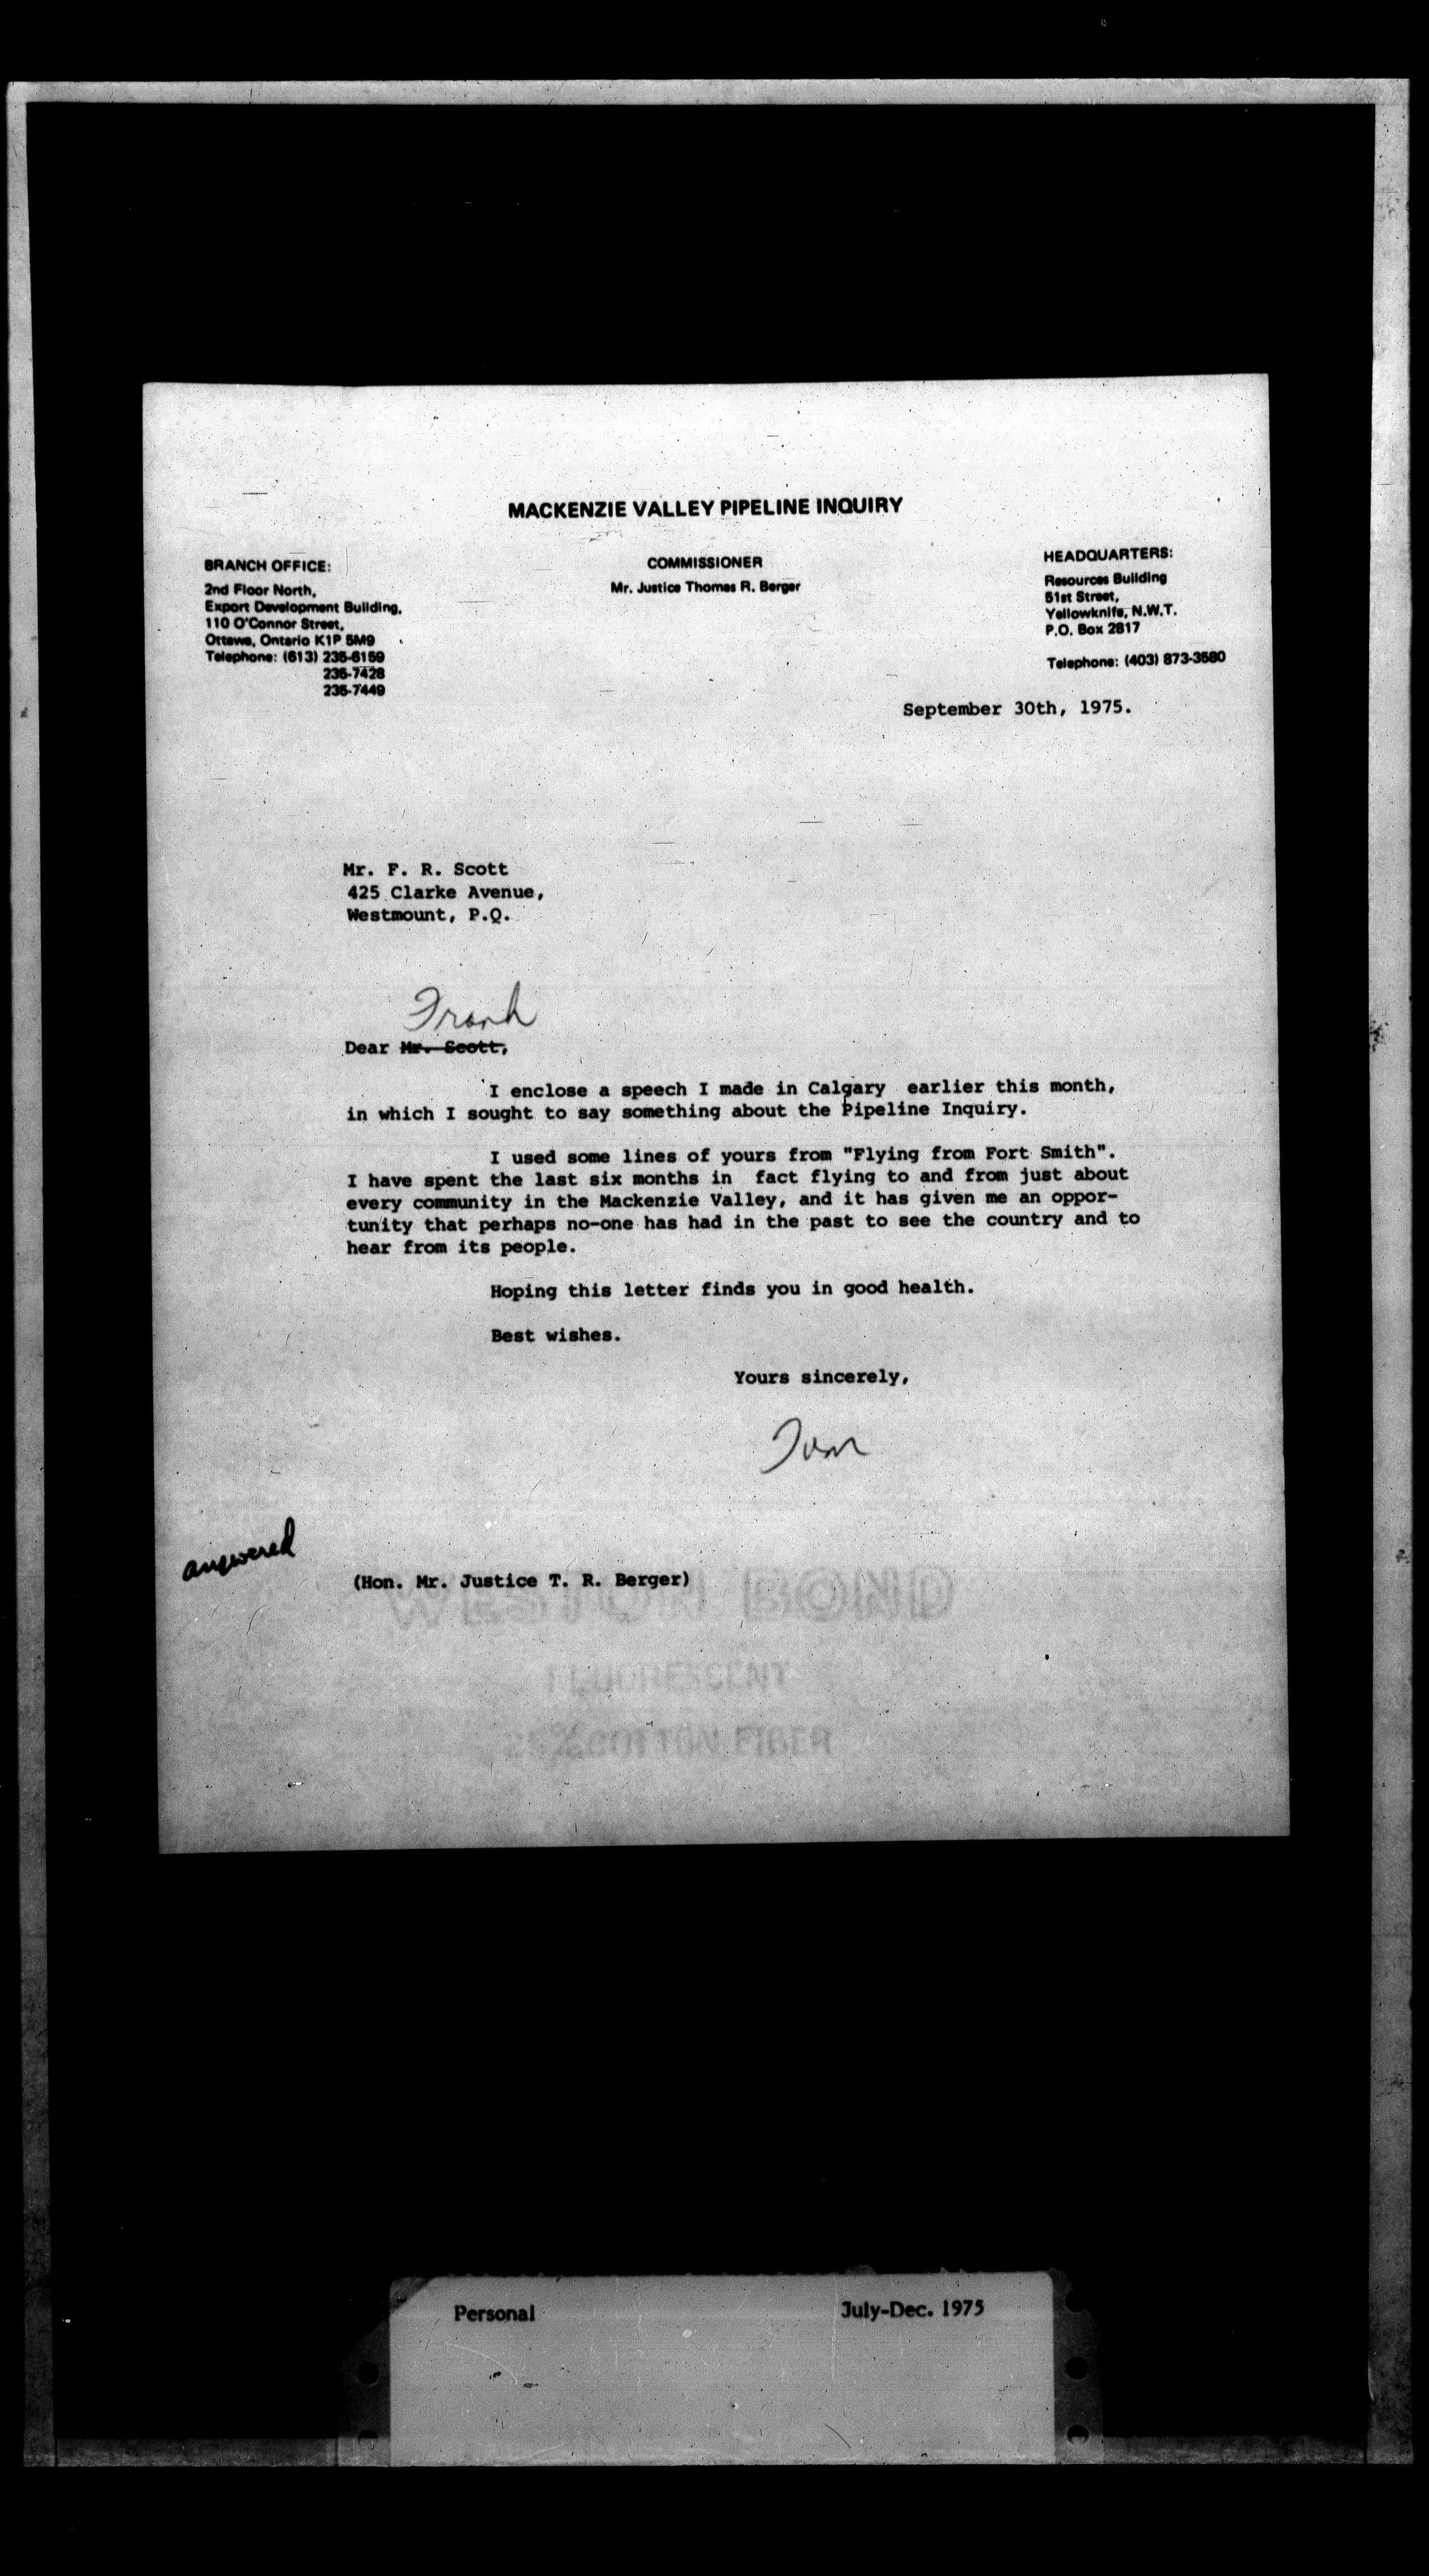 MACKENZIE VALLEY PIPELINE INQUIRY
BRANCH OFFICE:
2nd Floor North,
Export Development Building,
110 O'Connor Street,
Ottawa, Ontario K1P 5M9
Telephone: (613) 235-6159
235-7428
235-7449
COMMISSIONER
Mr. Justice Thomas R. Berger
HEADQUARTERS:
Resources Building
51st Street,
Yellowknife, N.W.T.
P.O. Box 2817
Telephone: (403) 873-3580
September 30th, 1975.
Mr. F. R. Scott
425 Clarke Avenue,
Westmount, P.Q.
Frank
Dear Mr. Scott,
I enclose a speech I made in Calgary earlier this month,
in which I sought to say something about the Pipeline Inquiry.
I used some lines of yours from "Flying from Fort Smith".
I have spent the last six months in fact flying to and from just about
every community in the Mackenzie Valley, and it has given me an oppor-
tunity that perhaps no-one has had in the past to see the country and to
hear from its people.
Hoping this letter finds you in good health.
Best wishes.
Yours sincerely,
Tom
answered
(Hon. Mr. Justice T. R. Berger)
WESTON BOND
FLUORESCENT
25% COTTON FIBER
Personal
July-Dec. 1975